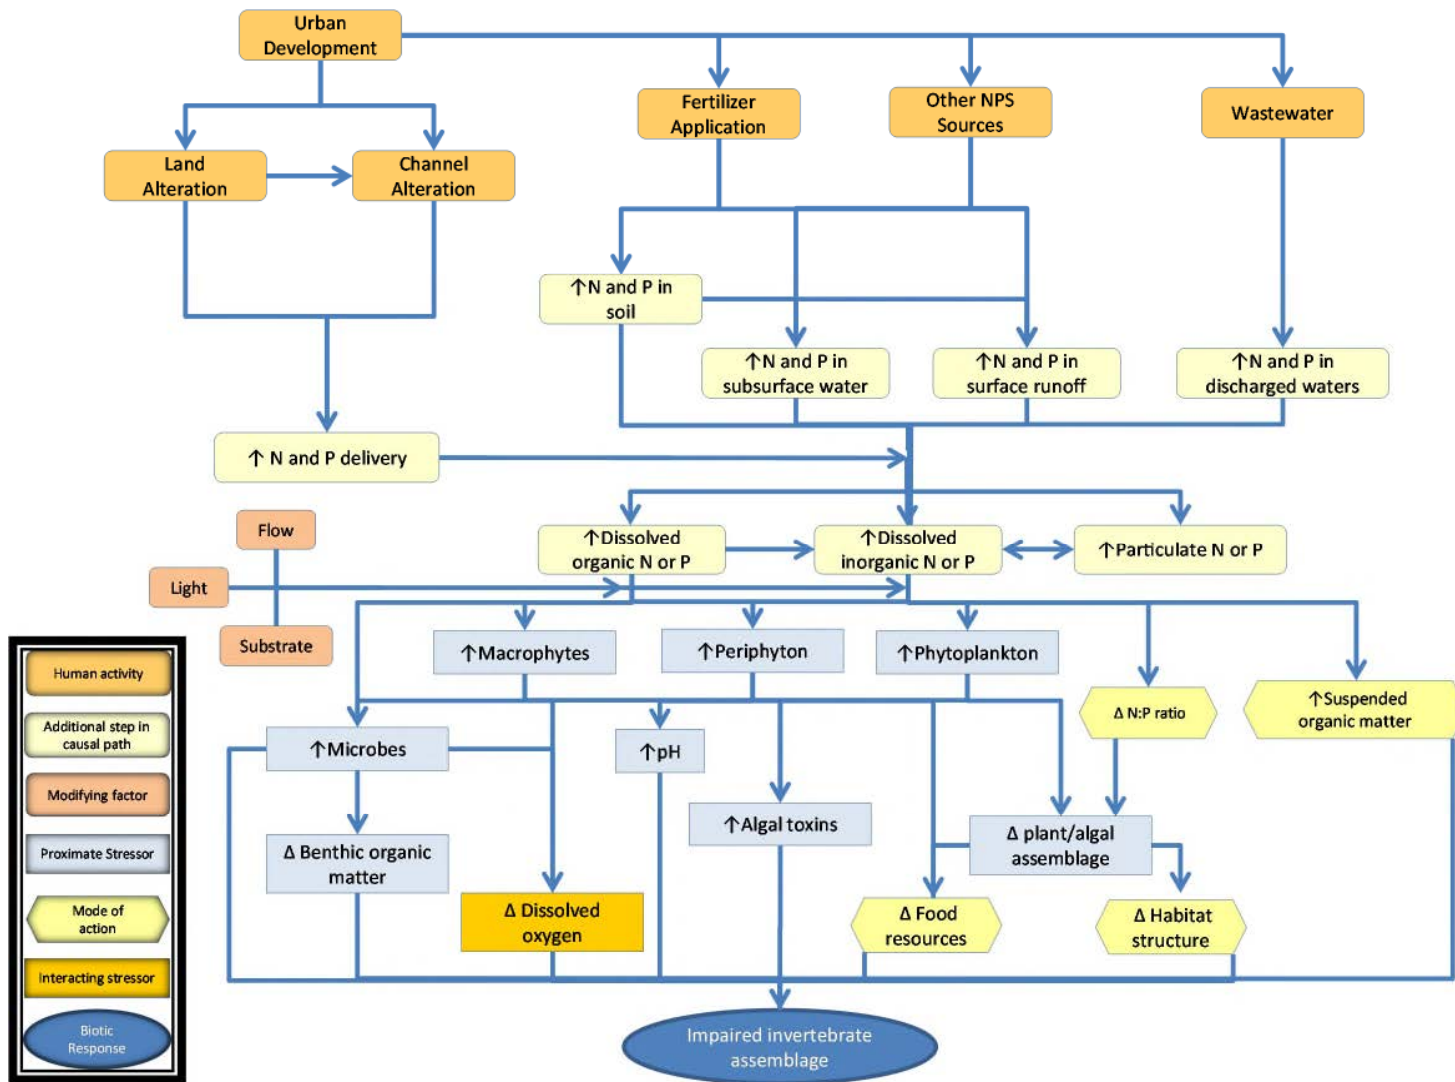 Urban
Development
Fertilizer
Application
Other NPS
Sources
Wastewater
Land
Alteration
Channel
Alteration
↑N and P in
soil
↑N and P in
subsurface water
↑N and P in
surface runoff
↑N and P in
discharged waters
↑ N and P delivery
Flow
Light
Substrate
↑Dissolved
organic N or P
↑Dissolved
inorganic N or P
↑Particulate N or P
↑Macrophytes
↑Periphyton
↑Phytoplankton
Δ N:P ratio
↑Suspended
organic matter
↑Microbes
↑pH
↑Algal toxins
Δ plant/algal
assemblage
Δ Benthic organic
matter
Δ Dissolved
oxygen
Δ Food
resources
Δ Habitat
structure
Impaired invertebrate
assemblage
Human activity
Additional step in
causal path
Modifying factor
Proximate Stressor
Mode of
action
Interacting stressor
Biotic
Response